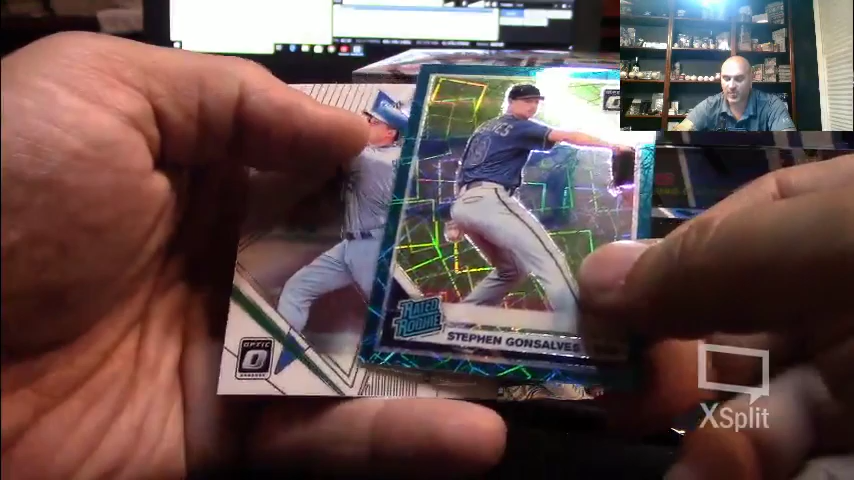 RATED
ROOKIE
STEPHEN GONSALVES
OPTIC
DONRUSS
XSplit